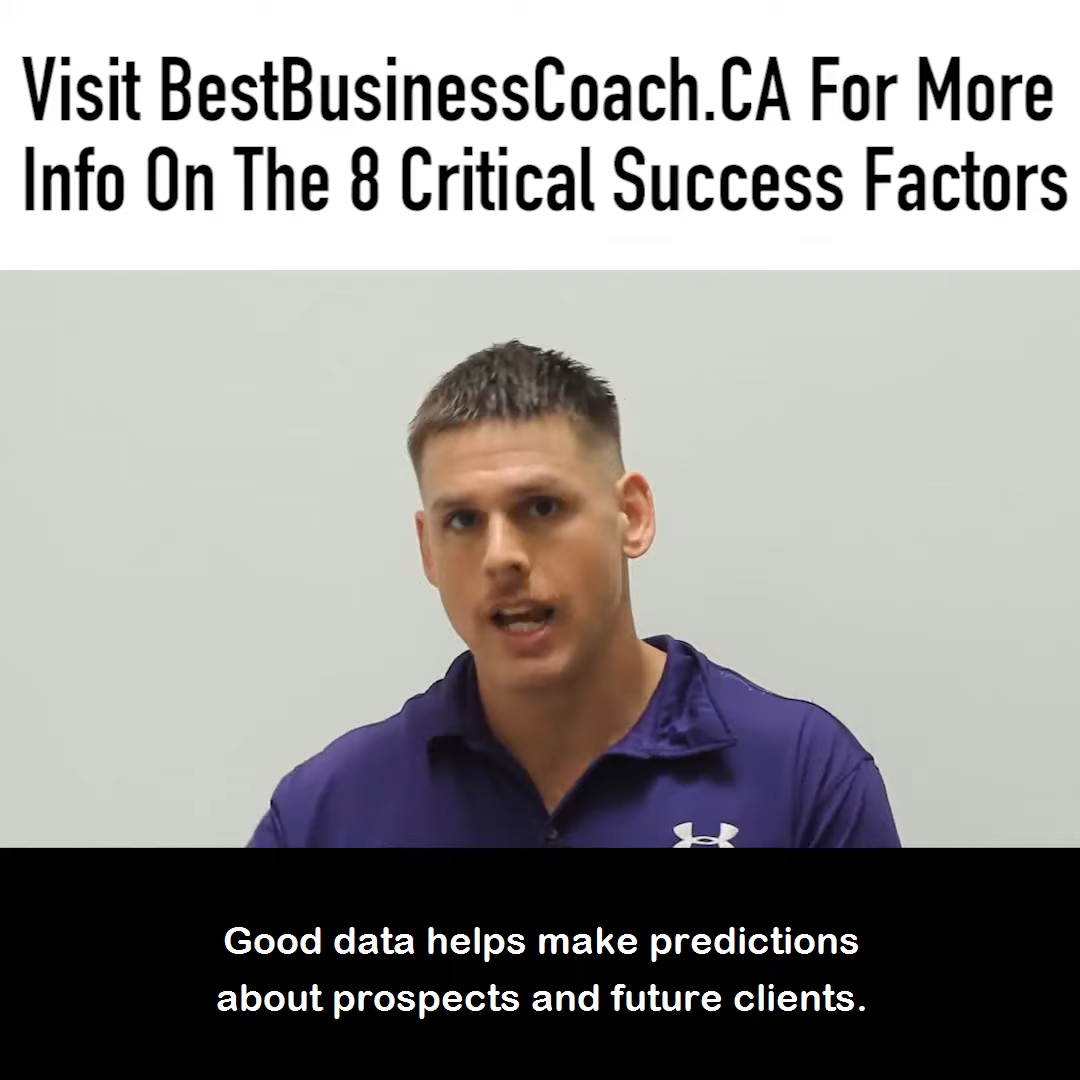 Visit BestBusinessCoach.CA For More
Info On The 8 Critical Success Factors
Good data helps make predictions
about prospects and future clients.